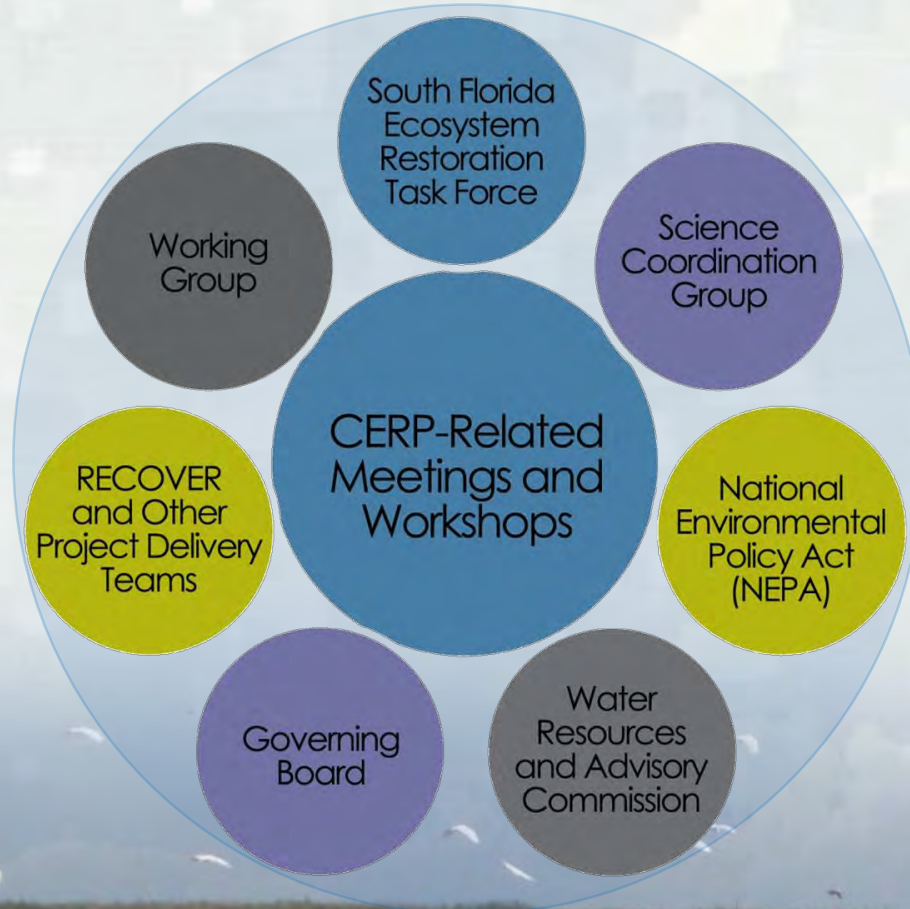 South Florida
Ecosystem
Restoration
Task Force
Science
Coordination
Group
National
Environmental
Policy Act
(NEPA)
Water
Resources
and Advisory
Commission
Governing
Board
RECOVER
and Other
Project Delivery
Teams
Working
Group
CERP-Related
Meetings and
Workshops